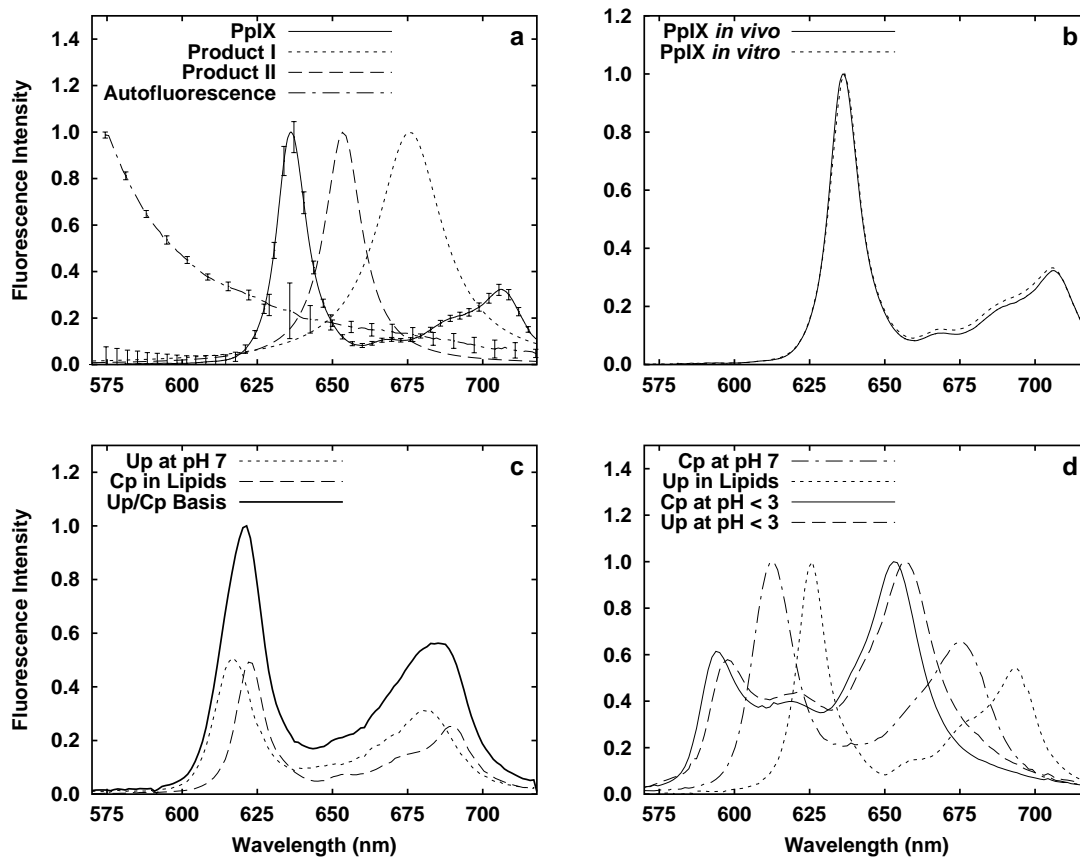 a
PpIX
Product I
Product II
Autofluorescence
1.4
1.2
1.0
0.8
0.6
0.4
0.2
0.0
Fluorescence Intensity
575 600 625 650 675 700
b
PpIX in vivo
PpIX in vitro
1.0
0.8
0.6
0.4
0.2
0.0
575 600 625 650 675 700
c
Up at pH 7
Cp in Lipids
Up/Cp Basis
1.2
1.0
0.8
0.6
0.4
0.2
0.0
Fluorescence Intensity
575 600 625 650 675 700
Wavelength (nm)
d
Cp at pH 7
Up in Lipids
Cp at pH < 3
Up at pH < 3
1.4
1.2
1.0
0.8
0.6
0.4
0.2
0.0
575 600 625 650 675 700
Wavelength (nm)